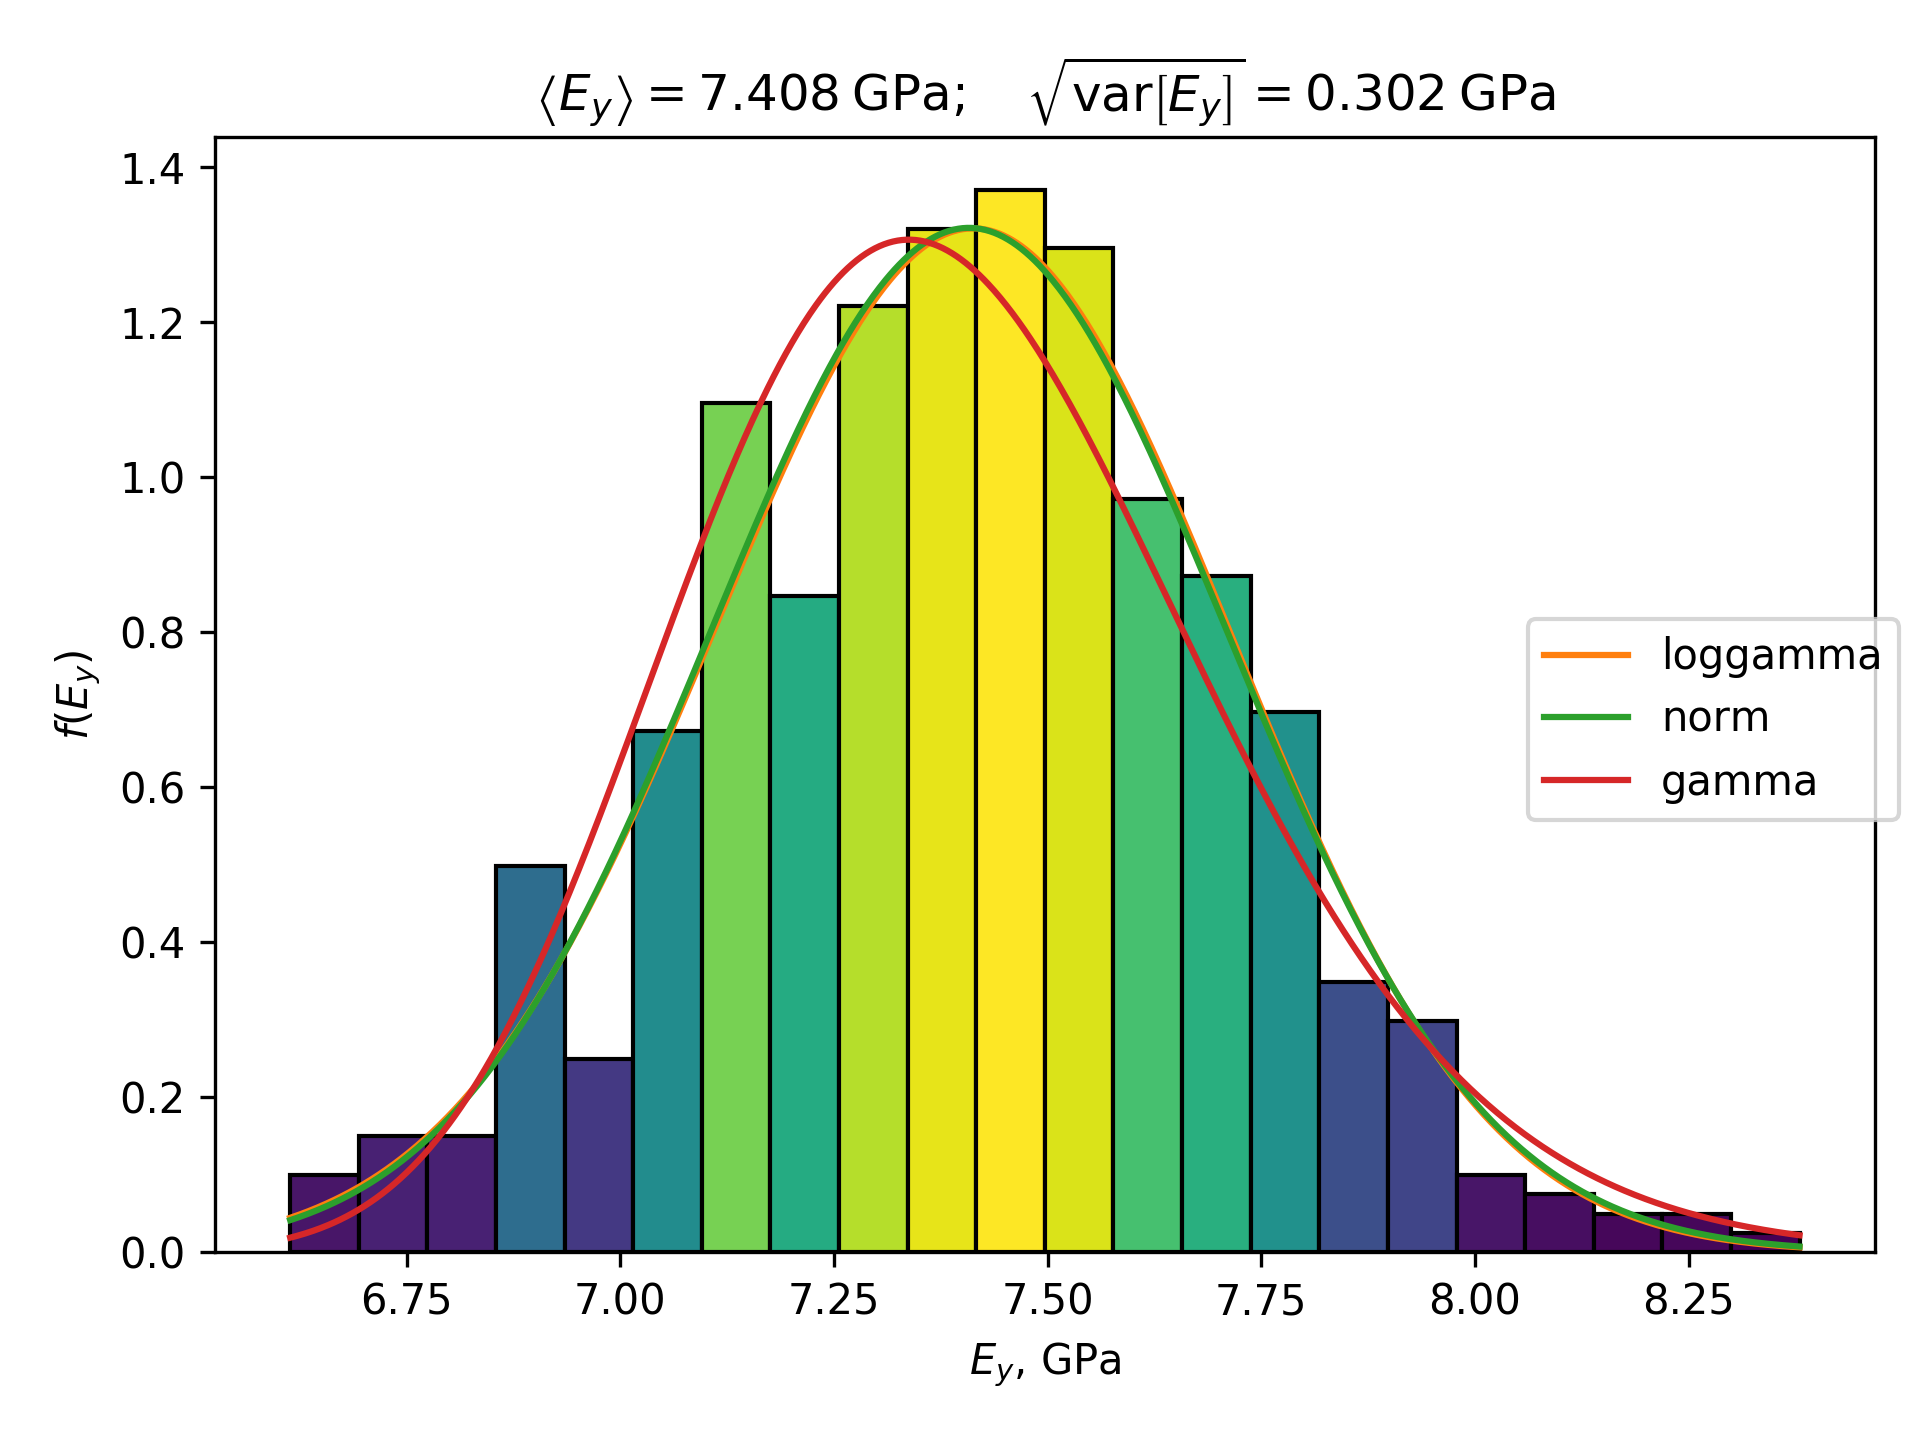 ⟨E_y⟩ = 7.408 GPa; √var[E_y] = 0.302 GPa
1.4
1.2
1.0
0.8
0.6
0.4
0.2
0.0
f(E_y)
loggamma
norm
gamma
6.75 7.00 7.25 7.50 7.75 8.00 8.25
E_y, GPa